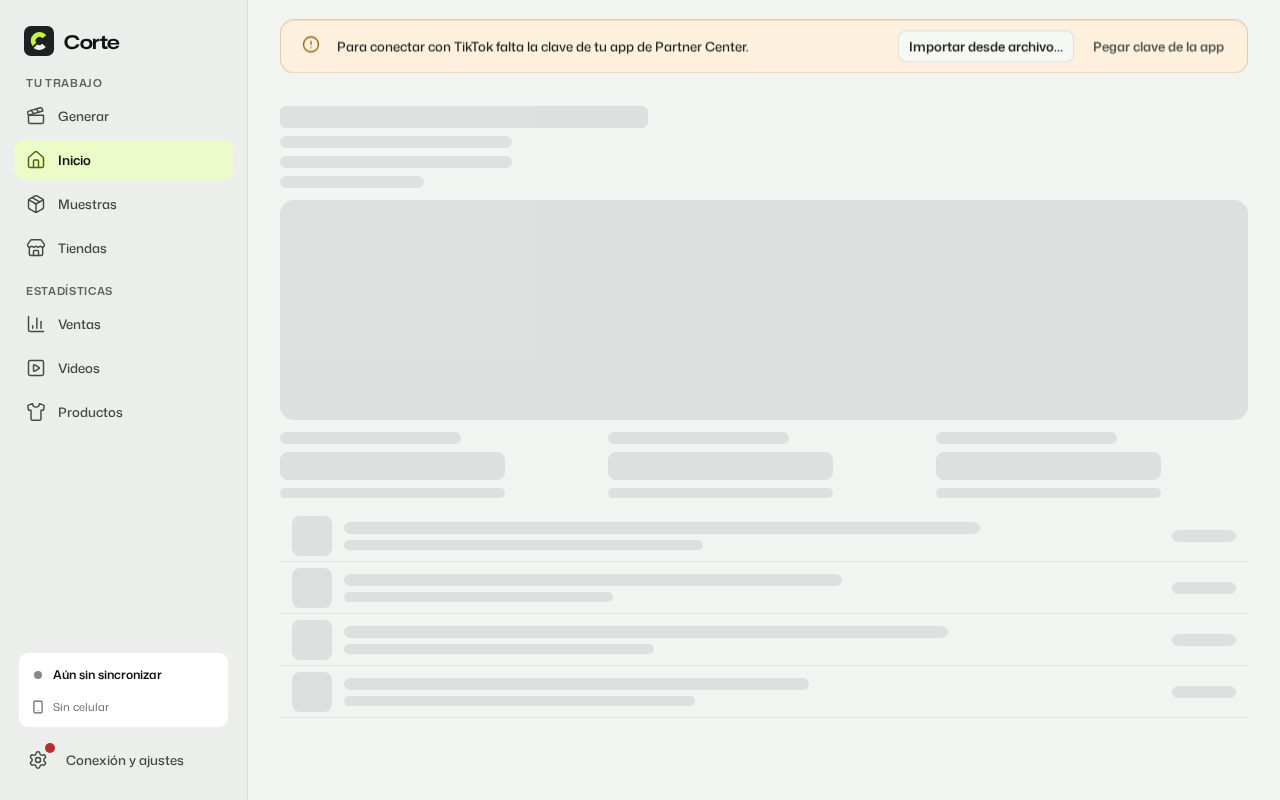 Corte
TU TRABAJO
Generar
Inicio
Muestras
Tiendas
ESTADÍSTICAS
Ventas
Videos
Productos
Aún sin sincronizar
Sin celular
Conexión y ajustes
Para conectar con TikTok falta la clave de tu app de Partner Center.
Importar desde archivo...
Pegar clave de la app